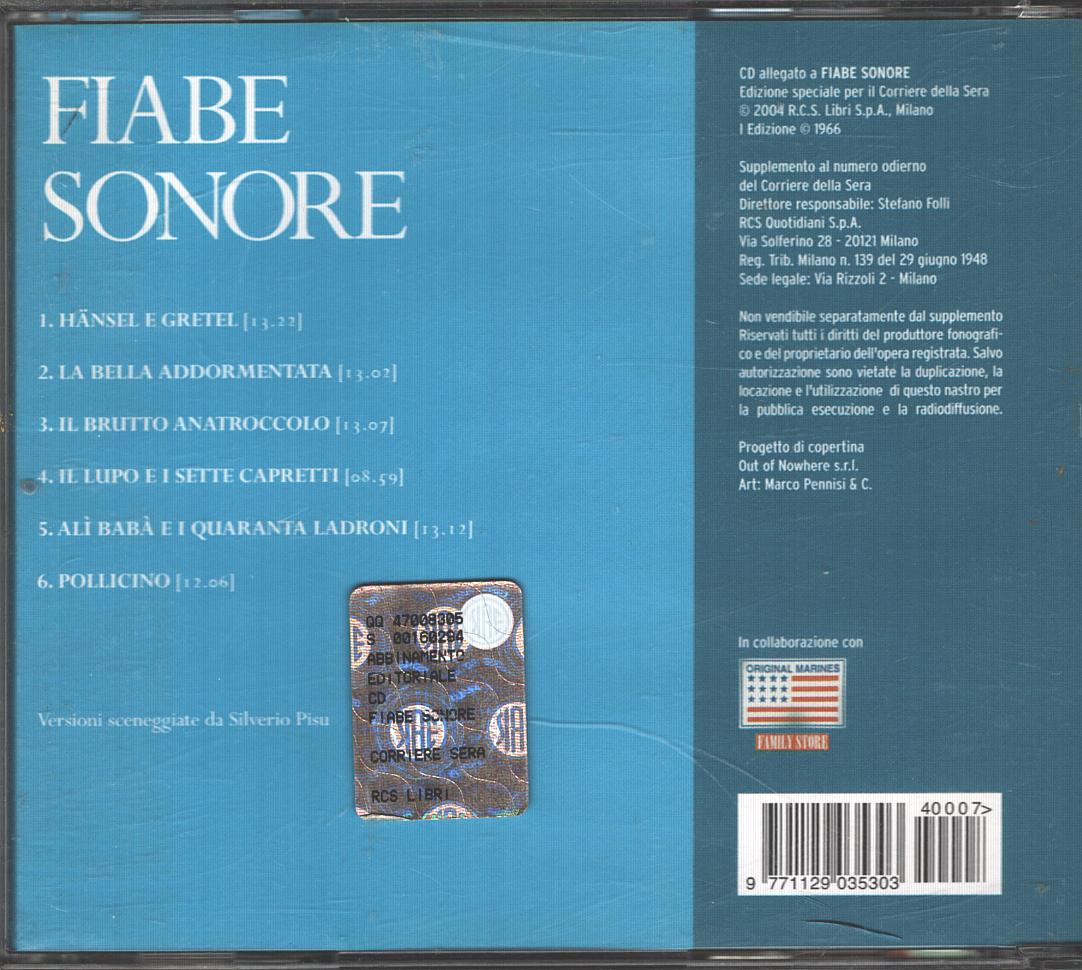 FIABE
SONORE
1. HÄNSEL E GRETEL [13.22]
2. LA BELLA ADDORMENTATA [13.02]
3. IL BRUTTO ANATROCCOLO [13.07]
4. IL LUPO E I SETTE CAPRETTI [08.59]
5. ALÌ BABÀ E I QUARANTA LADRONI [13.12]
6. POLLICINO [12.06]
Versioni sceneggiate da Silverio Pisu
QQ 47008305
S 00160294
ABBINAMENTO
EDITORIALE
CD
FIABE SONORE
CORRIERE SERA
RCS LIBRI
SIAE
CD allegato a FIABE SONORE
Edizione speciale per il Corriere della Sera
© 2004 R.C.S. Libri S.p.A., Milano
I Edizione © 1966
Supplemento al numero odierno
del Corriere della Sera
Direttore responsabile: Stefano Folli
RCS Quotidiani S.p.A.
Via Solferino 28 - 20121 Milano
Reg. Trib. Milano n. 139 del 29 giugno 1948
Sede legale: Via Rizzoli 2 - Milano
Non vendibile separatamente dal supplemento
Riservati tutti i diritti del produttore fonografi-
co e del proprietario dell'opera registrata. Salvo
autorizzazione sono vietate la duplicazione, la
locazione e l'utilizzazione di questo nastro per
la pubblica esecuzione e la radiodiffusione.
Progetto di copertina
Out of Nowhere s.r.l.
Art: Marco Pennisi & C.
In collaborazione con
ORIGINAL MARINES
FAMILY STORE
40007>
9 771129 035303